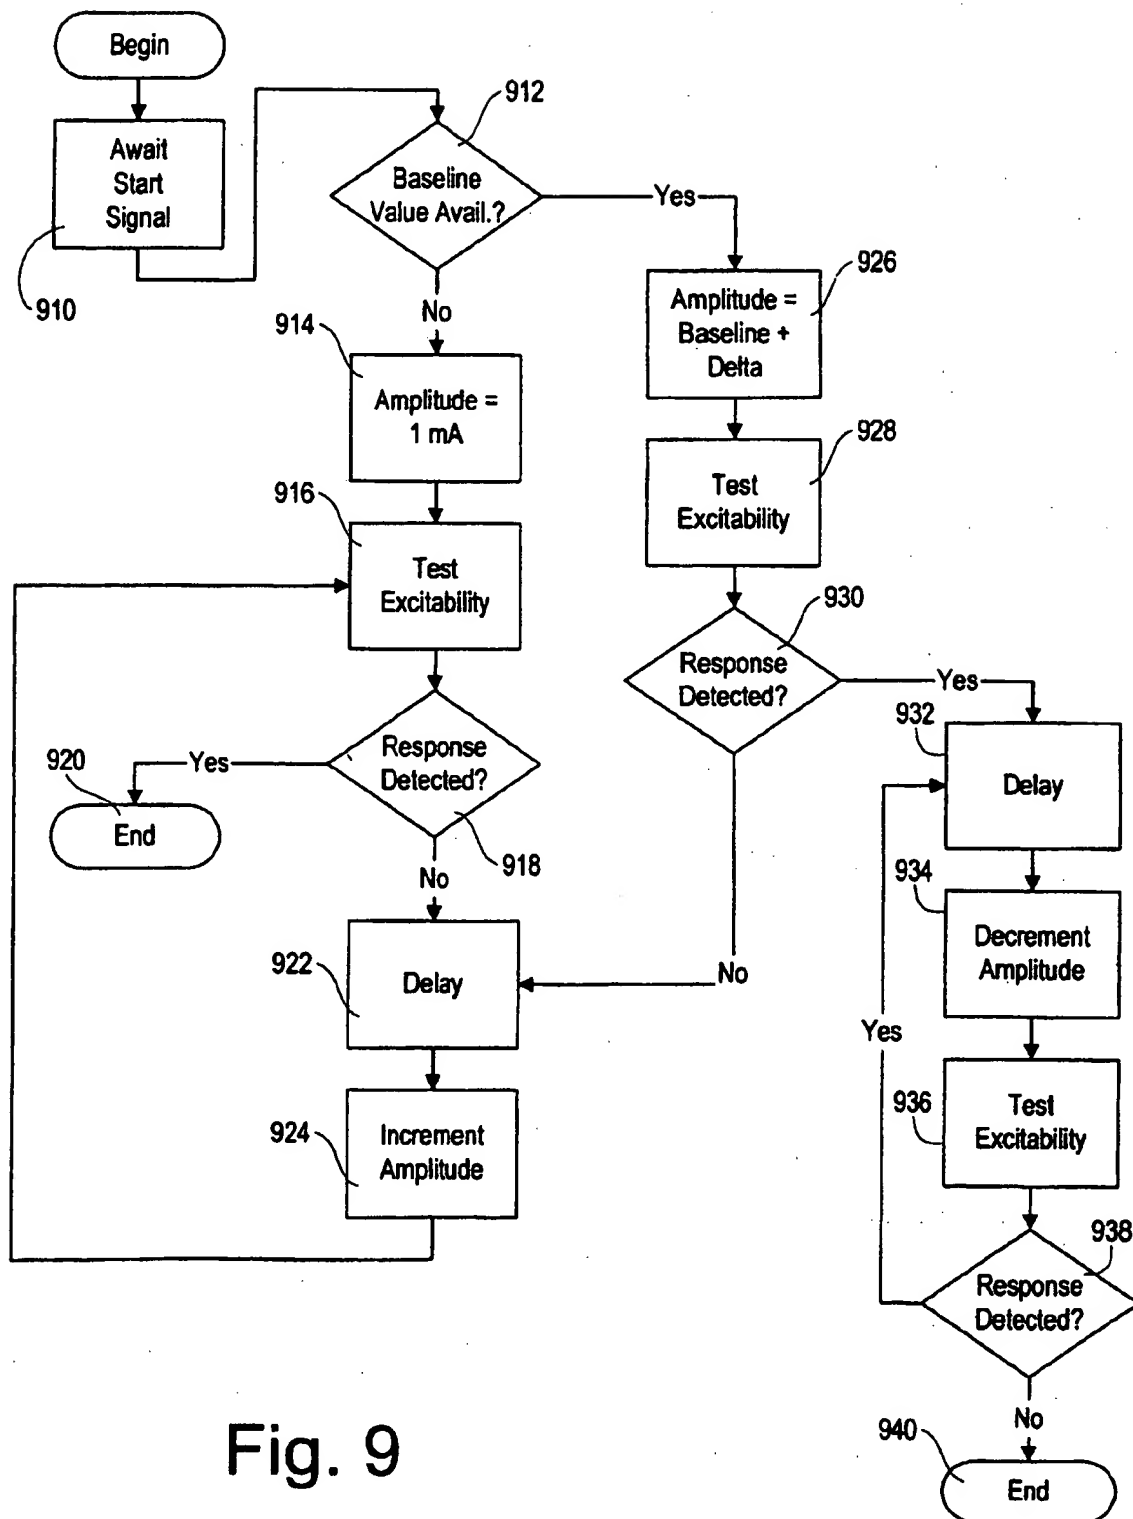 Begin
Await
Start
Signal
910
912
Baseline
Value Avail.?
Yes
No
914
Amplitude =
1 mA
916
Test
Excitability
Response
Detected?
918
Yes
920
End
No
922
Delay
924
Increment
Amplitude
926
Amplitude =
Baseline +
Delta
928
Test
Excitability
930
Response
Detected?
Yes
No
932
Delay
934
Decrement
Amplitude
936
Test
Excitability
938
Response
Detected?
Yes
No
940
End
Fig. 9